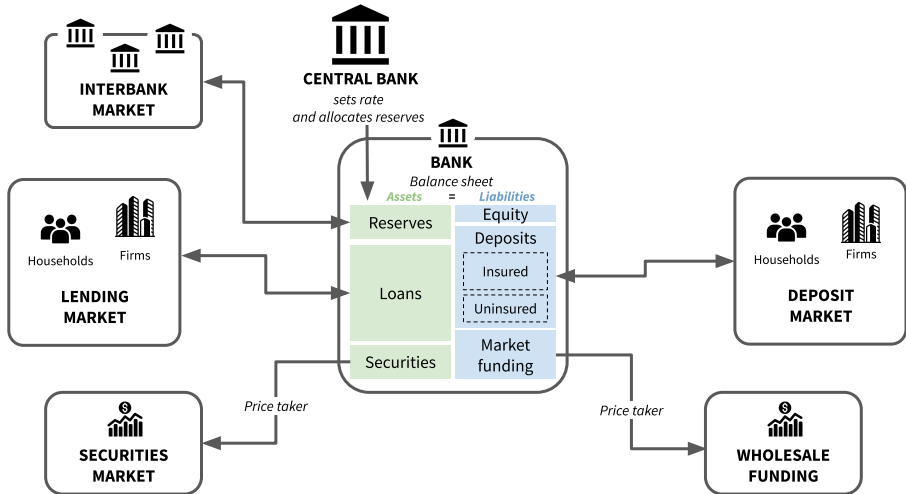 INTERBANK
MARKET
CENTRAL BANK
sets rate
and allocates reserves
BANK
Balance sheet
Assets = Liabilities
Reserves
Loans
Securities
Equity
Deposits
Insured
Uninsured
Market
funding
Households
Firms
LENDING
MARKET
Households
Firms
DEPOSIT
MARKET
Price taker
Price taker
$
SECURITIES
MARKET
$
WHOLESALE
FUNDING